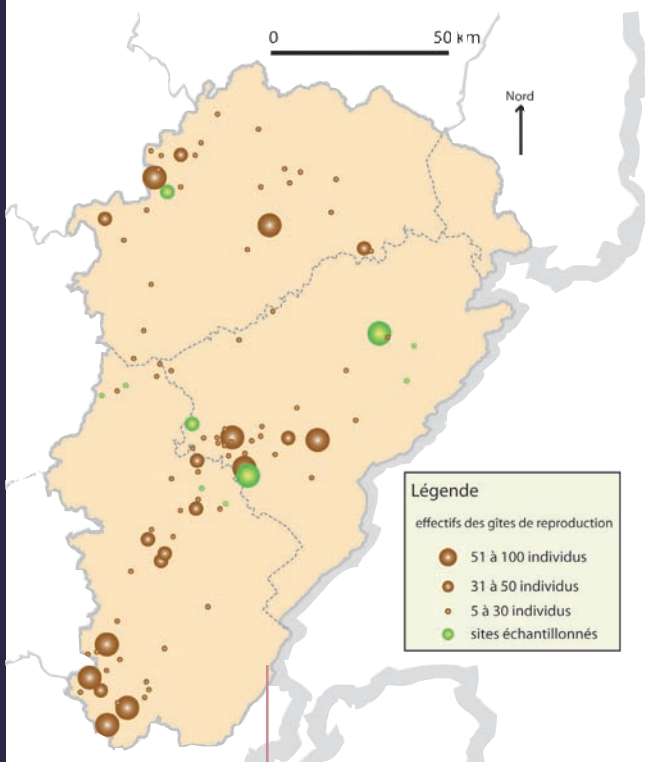 0 50 km
Nord
Légende
effectifs des gîtes de reproduction
51 à 100 individus
31 à 50 individus
5 à 30 individus
sites échantillonnés